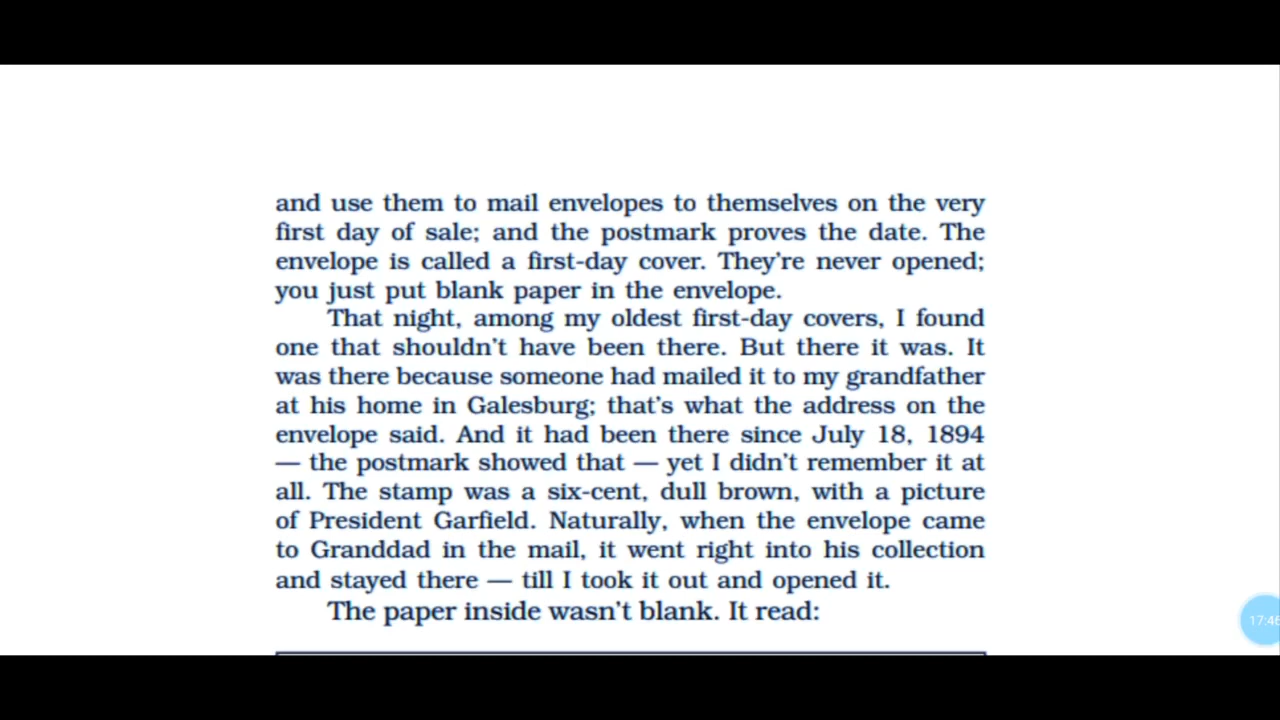 and use them to mail envelopes to themselves on the very
first day of sale; and the postmark proves the date. The
envelope is called a first-day cover. They're never opened;
you just put blank paper in the envelope.
That night, among my oldest first-day covers, I found
one that shouldn't have been there. But there it was. It
was there because someone had mailed it to my grandfather
at his home in Galesburg; that's what the address on the
envelope said. And it had been there since July 18, 1894
— the postmark showed that — yet I didn't remember it at
all. The stamp was a six-cent, dull brown, with a picture
of President Garfield. Naturally, when the envelope came
to Granddad in the mail, it went right into his collection
and stayed there — till I took it out and opened it.
The paper inside wasn't blank. It read:
17:46